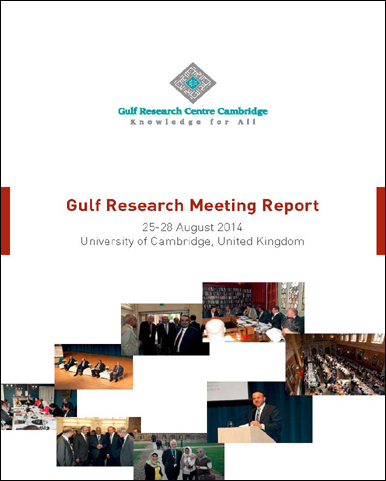 Gulf Research Centre Cambridge
Knowledge for All
Gulf Research Meeting Report
25-28 August 2014
University of Cambridge, United Kingdom